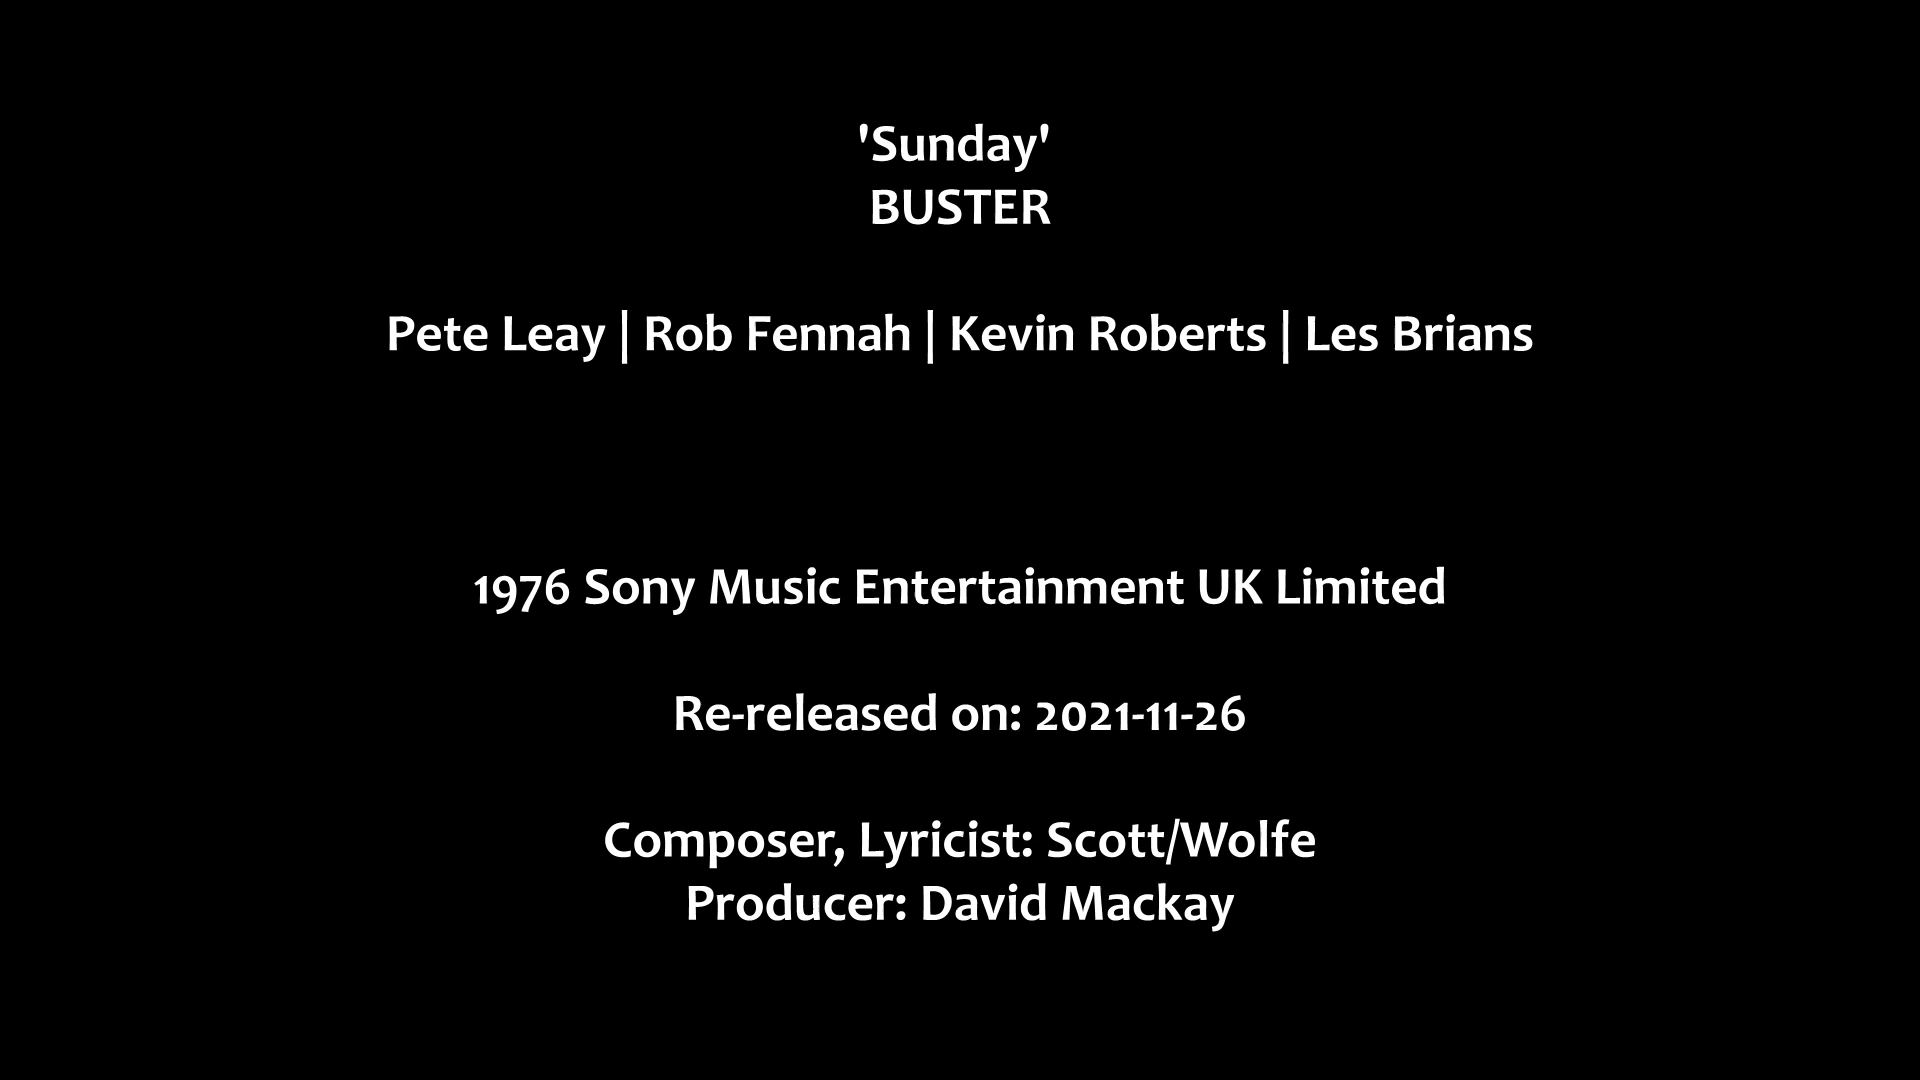 'Sunday'
BUSTER
Pete Leay | Rob Fennah | Kevin Roberts | Les Brians
1976 Sony Music Entertainment UK Limited
Re-released on: 2021-11-26
Composer, Lyricist: Scott/Wolfe
Producer: David Mackay